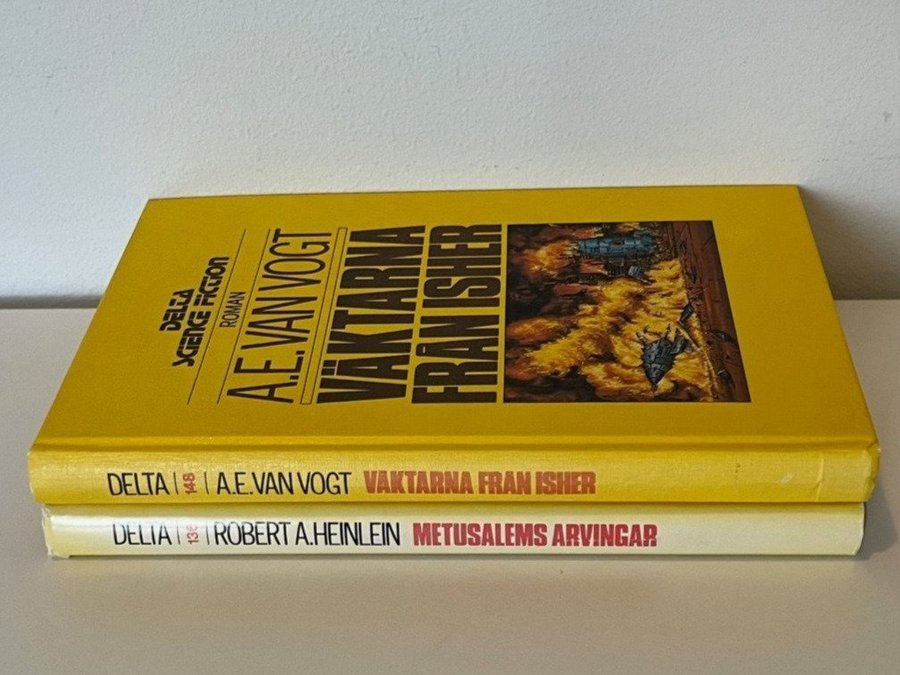 DELTA
SCIENCE FICTION
ROMAN
A.E. VAN VOGT
VÄKTARNA
FRÅN ISHER
DELTA 148 A.E. VAN VOGT VÄKTARNA FRÅN ISHER
DELTA 136 ROBERT A. HEINLEIN METUSALEMS ARVINGAR